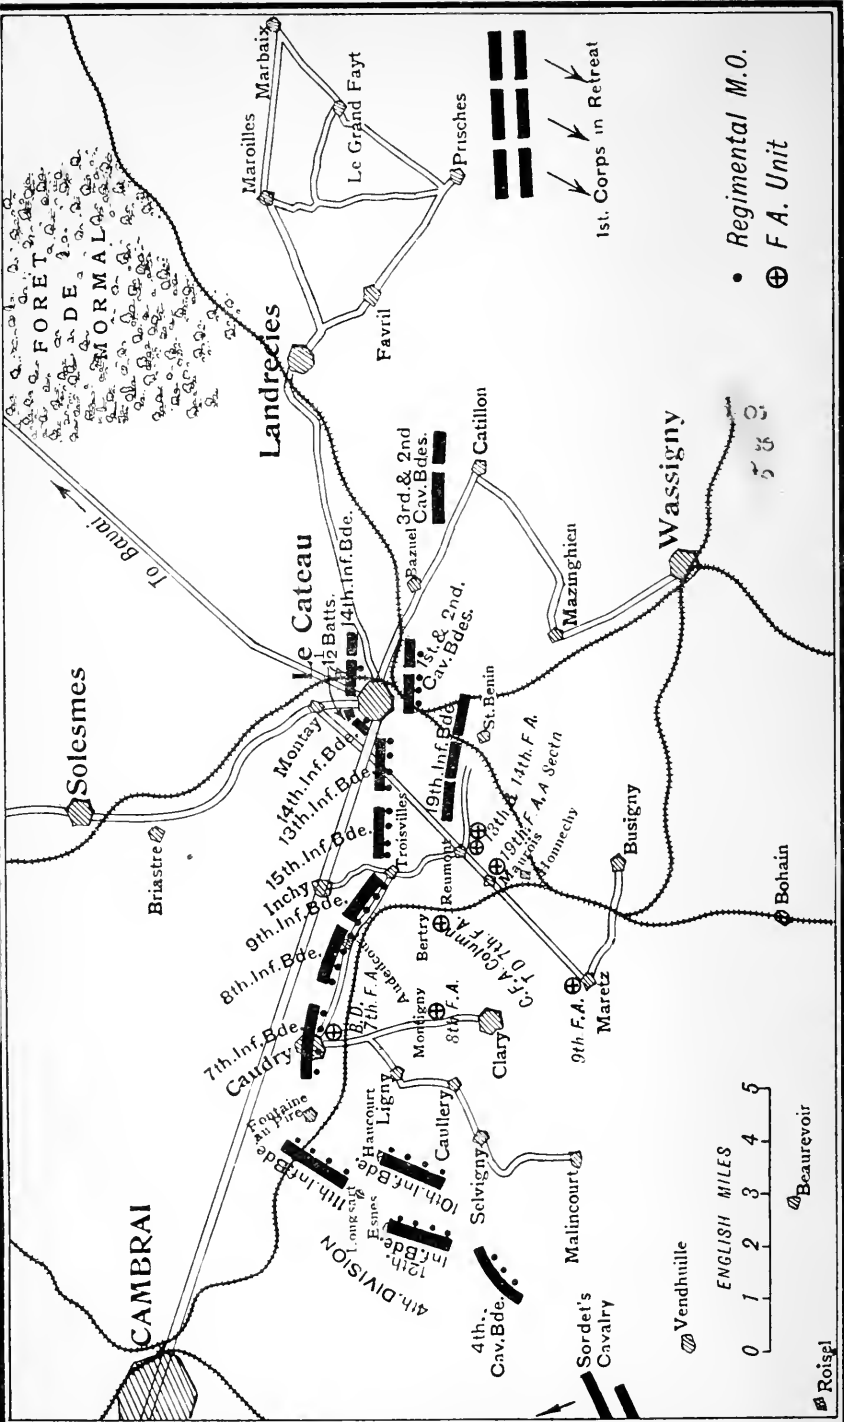 FORET
DE
MORMAL
Marbaix
Maroilles
Le Grand Fayt
Prisches
1st. Corps in Retreat
• Regimental M.O.
⊕ F A. Unit
Landrecies
Favril
To Bavai
Catillon
3rd. & 2nd
Cav. Bdes.
Bazuel
Wassigny
Mazinghien
Le Cateau
1½ Batts.
14th. Inf. Bde.
1st. & 2nd.
Cav. Bdes.
Solesmes
Montay
14th. Inf. Bde.
13th. Inf. Bde.
19th. Inf. Bde.
St. Benin
Briastre
15th. Inf. Bde.
Troisvilles
Inchy
9th. Inf. Bde.
Reumont
13th. & 14th. F. A.
19th. F. A. A Sectn
Maurois
Honnechy
Busigny
Bohain
8th. Inf. Bde.
Audencourt
Bertry
C. F. A. Column
T D 7th. F. A.
7th. Inf. Bde.
Caudry
B. D.
7th. F. A.
Montigny
8th F. A.
Clary
9th. F. A.
Maretz
Fontaine
au Pire
Ligny
Haucourt
Caullery
Selvigny
11th. Inf. Bde.
10th. Inf. Bde.
Longsart
Esnes
12th.
Inf. Bde.
4th. DIVISION
Malincourt
CAMBRAI
4th.
Cav. Bde.
Sordet's
Cavalry
Vendhuille
ENGLISH MILES
0 1 2 3 4 5
Beaurevoir
Roisel